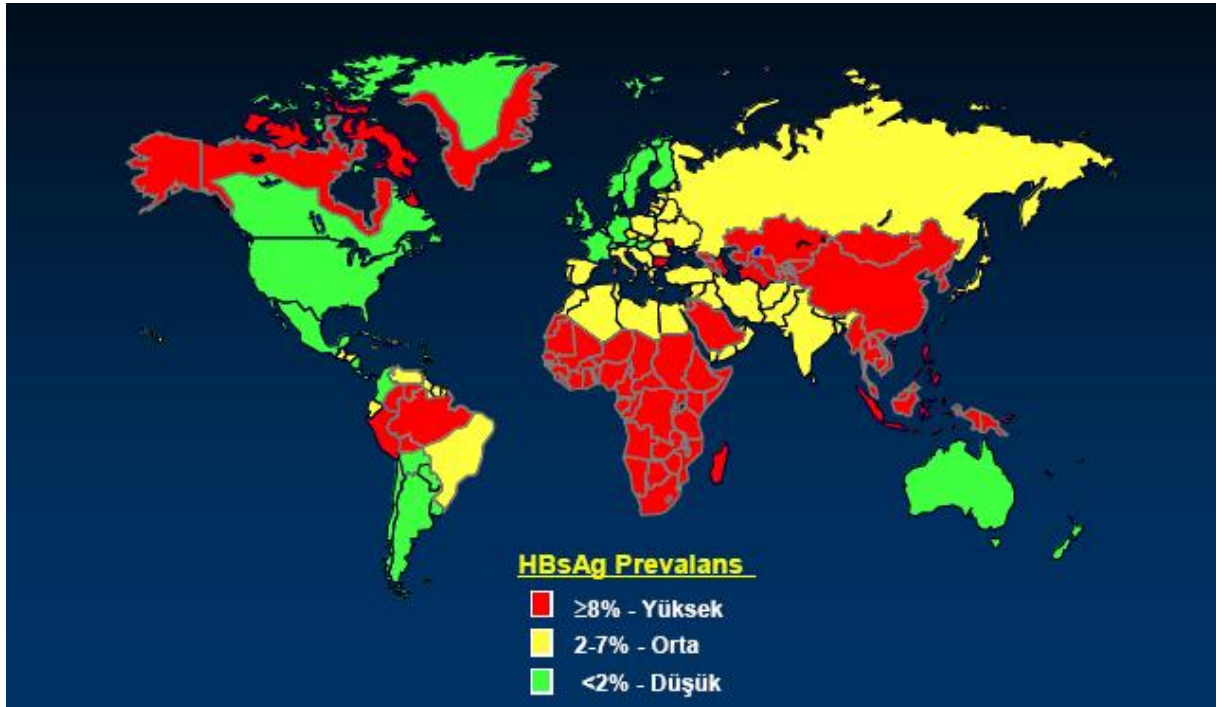 HBsAg Prevalans
≥8% - Yüksek
2-7% - Orta
<2% - Düşük